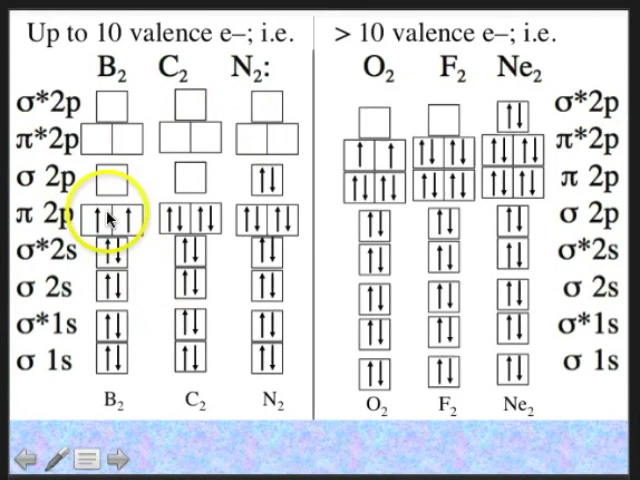 Up to 10 valence e–; i.e.
B2 C2 N2:
σ*2p
π*2p
σ 2p
π 2p
σ*2s
σ 2s
σ*1s
σ 1s
B2 C2 N2
> 10 valence e–; i.e.
O2 F2 Ne2
σ*2p
π*2p
π 2p
σ 2p
σ*2s
σ 2s
σ*1s
σ 1s
O2 F2 Ne2